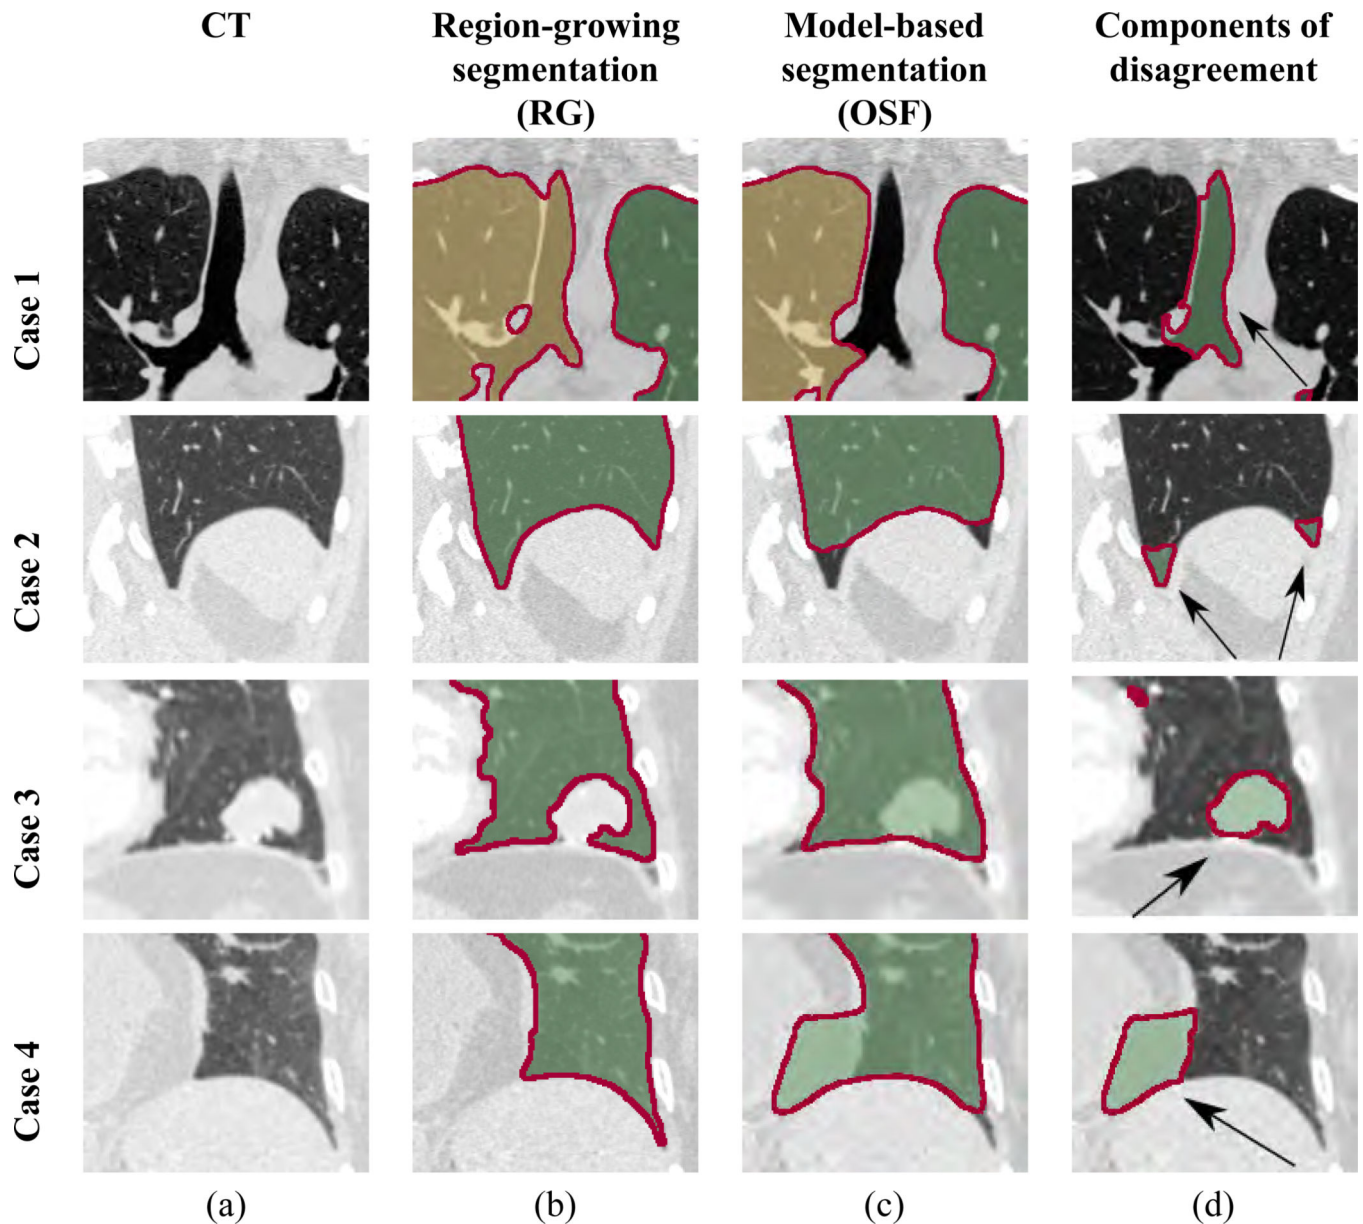 CT
Region-growing
segmentation
(RG)
Model-based
segmentation
(OSF)
Components of
disagreement
Case 1
Case 2
Case 3
Case 4
(a)
(b)
(c)
(d)